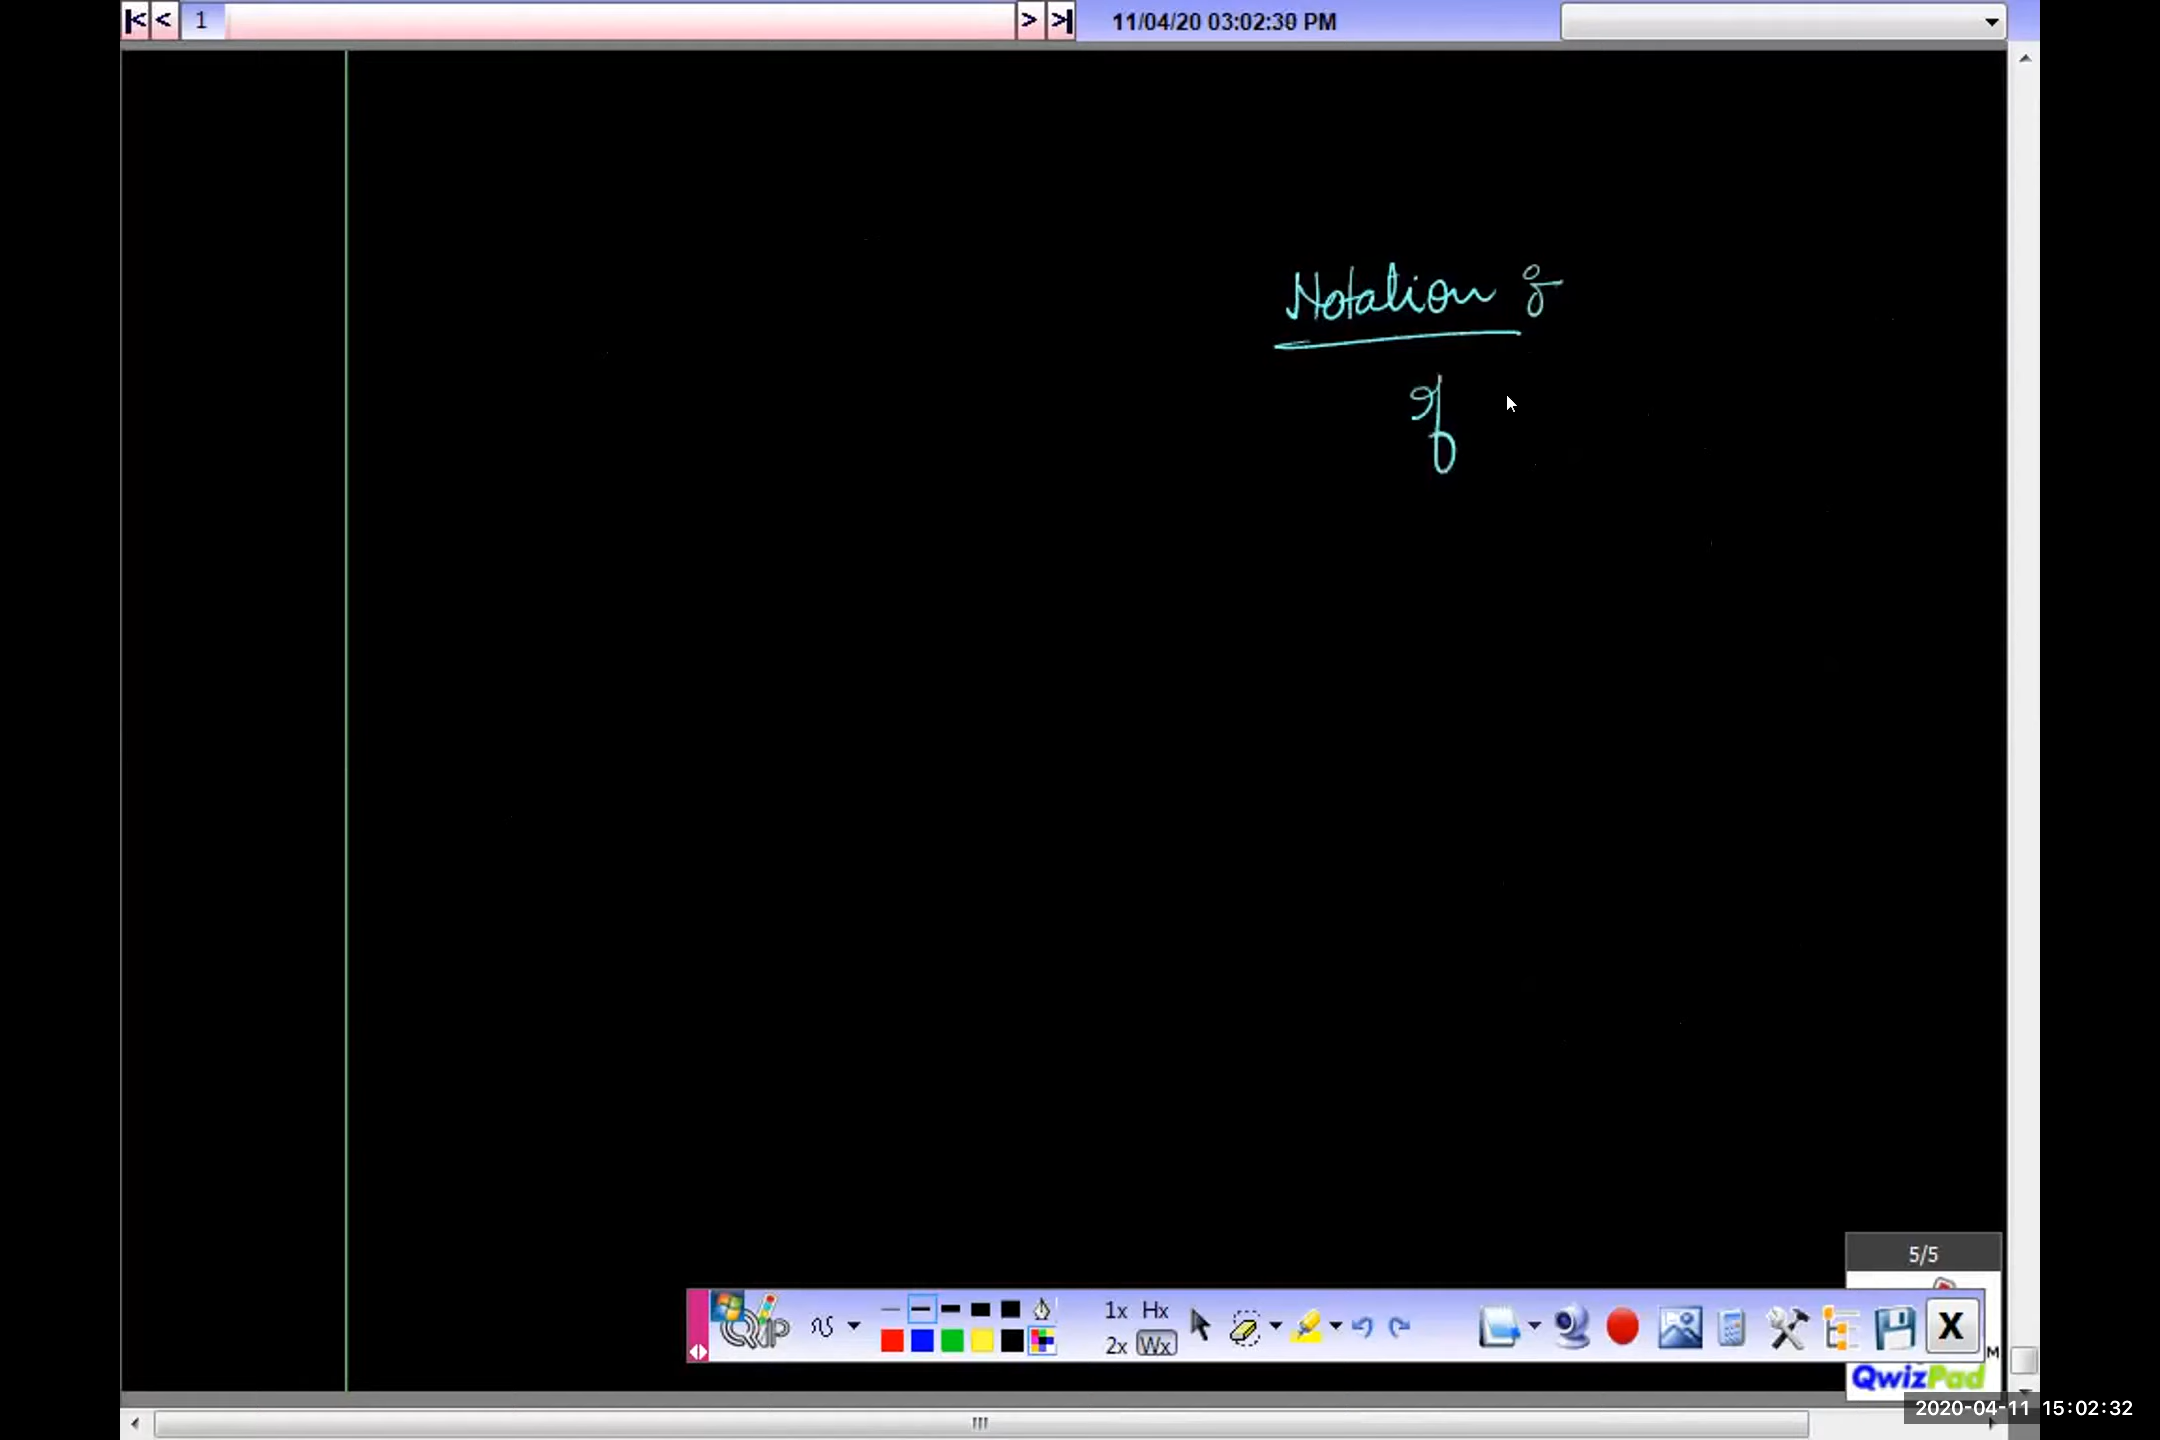 1
11/04/20 03:02:30 PM
Notation
5/5
1x Hx
2x Wx
Qip
X
M
QwizPad
2020-04-11 15:02:32